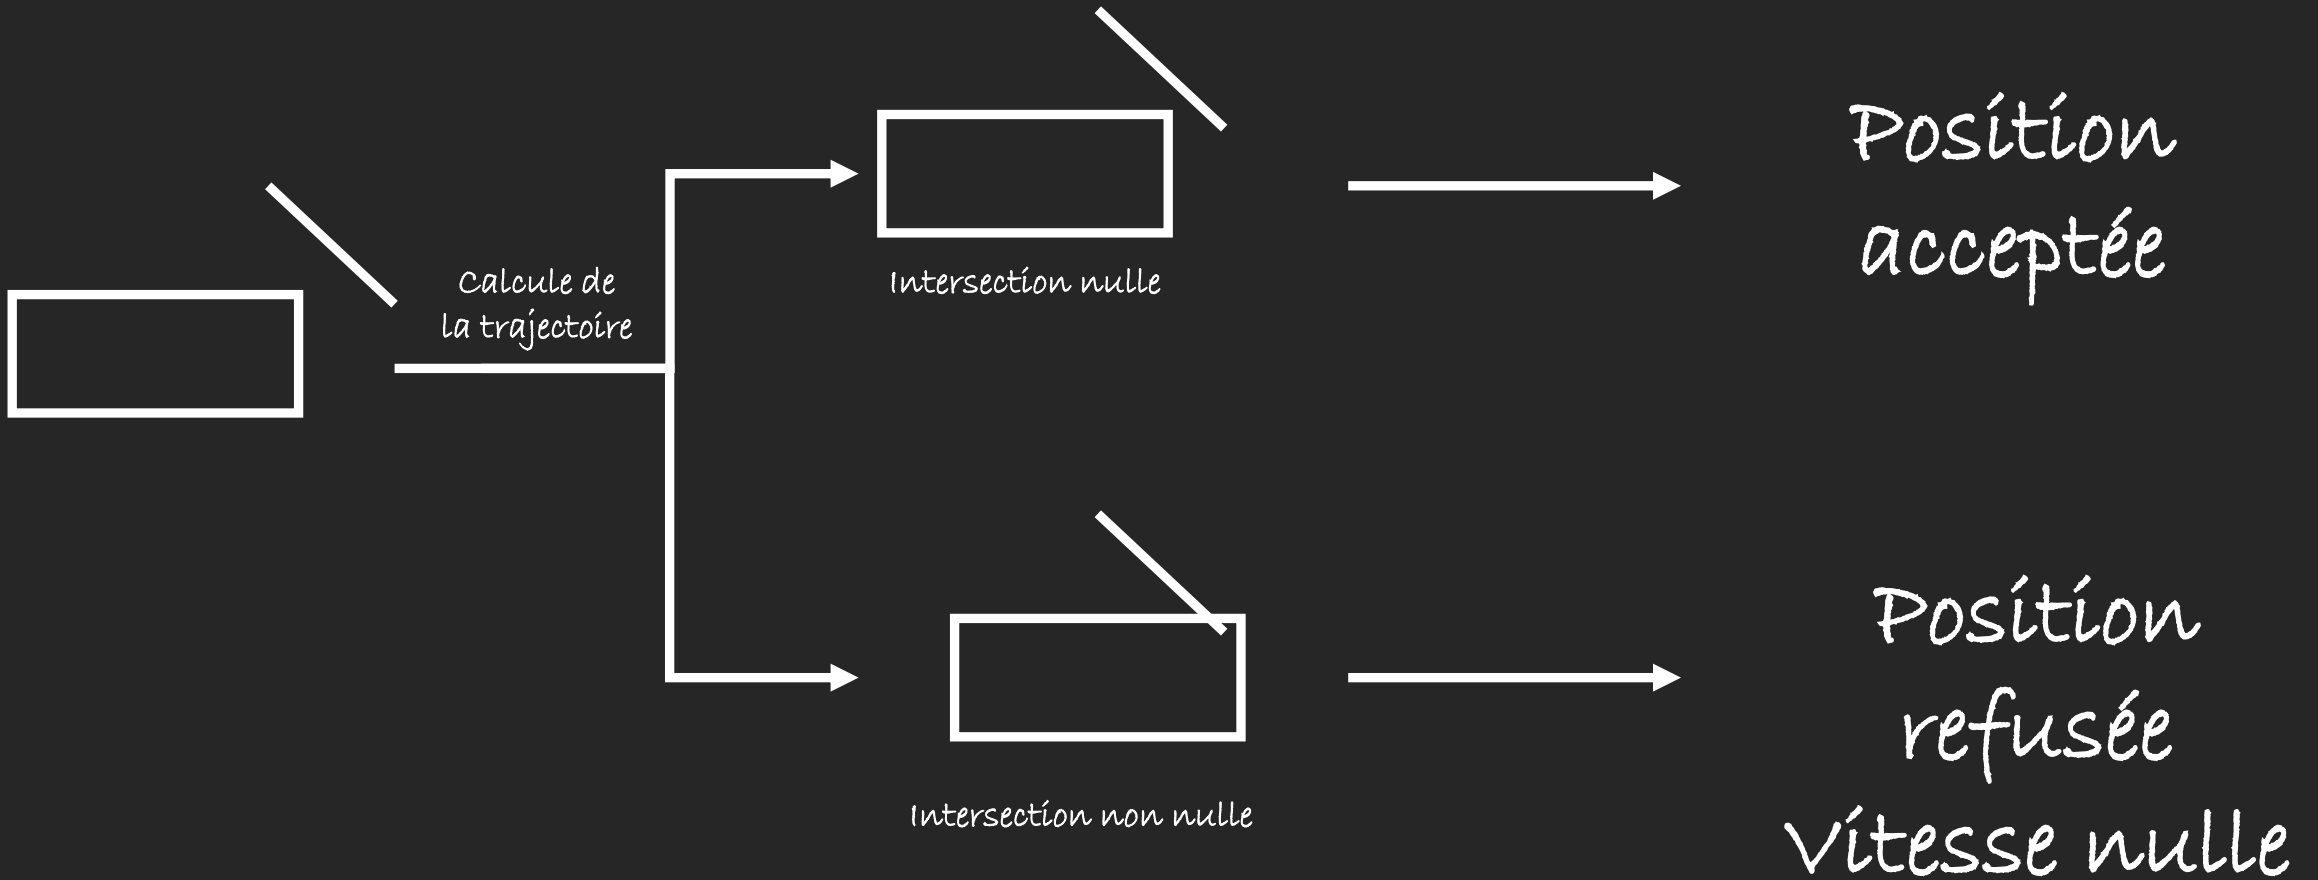 Calcule de
la trajectoire
Intersection nulle
Position
acceptée
Intersection non nulle
Position
refusée
Vitesse nulle